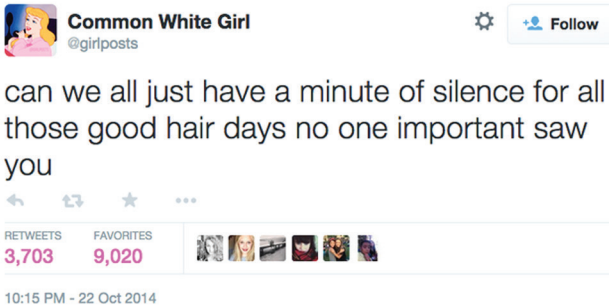 Common White Girl
@girlposts
Follow
can we all just have a minute of silence for all
those good hair days no one important saw
you
RETWEETS FAVORITES
3,703 9,020
10:15 PM - 22 Oct 2014